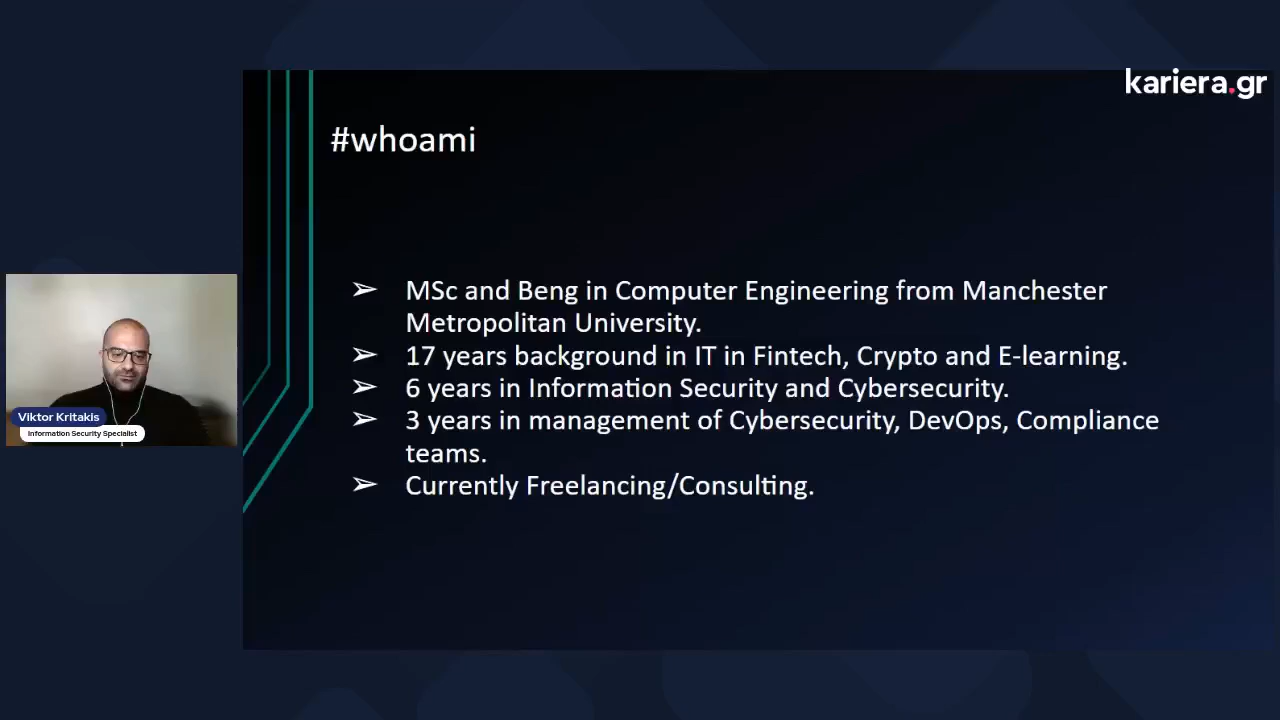 kariera.gr
#whoami
➢ MSc and Beng in Computer Engineering from Manchester
Metropolitan University.
➢ 17 years background in IT in Fintech, Crypto and E-learning.
➢ 6 years in Information Security and Cybersecurity.
➢ 3 years in management of Cybersecurity, DevOps, Compliance
teams.
➢ Currently Freelancing/Consulting.
Viktor Kritakis
Information Security Specialist